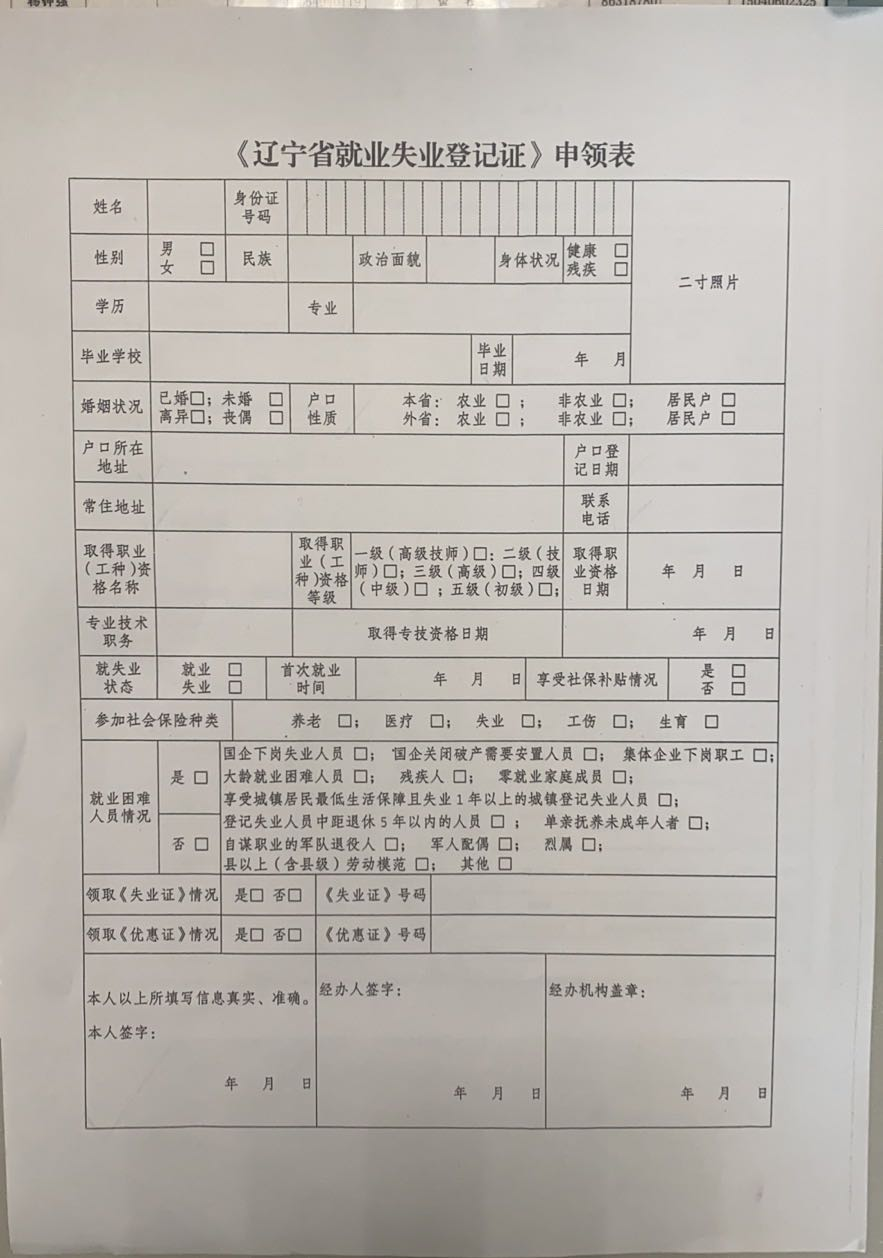 《辽宁省就业失业登记证》申领表
姓名
身份证
号码
二寸照片
性别
男 □
女 □
民族
政治面貌
身体状况
健康 □
残疾 □
学历
专业
毕业学校
毕业
日期
年 月
婚姻状况
已婚□；未婚 □
离异□；丧偶 □
户口
性质
本省：农业 □； 非农业 □； 居民户 □
外省：农业 □； 非农业 □； 居民户 □
户口所在
地址
户口登
记日期
常住地址
联系
电话
取得职业
（工种）资
格名称
取得职
业（工
种）资格
等级
一级（高级技师）□：二级（技
师）□；三级（高级）□；四级
（中级）□；五级（初级）□；
取得职
业资格
日期
年 月 日
专业技术
职务
取得专技资格日期
年 月 日
就失业
状态
就业 □
失业 □
首次就业
时间
年 月 日
享受社保补贴情况
是 □
否 □
参加社会保险种类
养老 □； 医疗 □； 失业 □； 工伤 □； 生育 □
就业困难
人员情况
是 □
否 □
国企下岗失业人员 □； 国企关闭破产需要安置人员 □； 集体企业下岗职工 □；
大龄就业困难人员 □； 残疾人 □； 零就业家庭成员 □；
享受城镇居民最低生活保障且失业1年以上的城镇登记失业人员 □；
登记失业人员中距退休5年以内的人员 □； 单亲抚养未成年人者 □；
自谋职业的军队退役人 □； 军人配偶 □； 烈属 □；
县以上（含县级）劳动模范 □； 其他 □
领取《失业证》情况
是□ 否□
《失业证》号码
领取《优惠证》情况
是□ 否□
《优惠证》号码
本人以上所填写信息真实、准确。
本人签字：
年 月 日
经办人签字：
年 月 日
经办机构盖章：
年 月 日